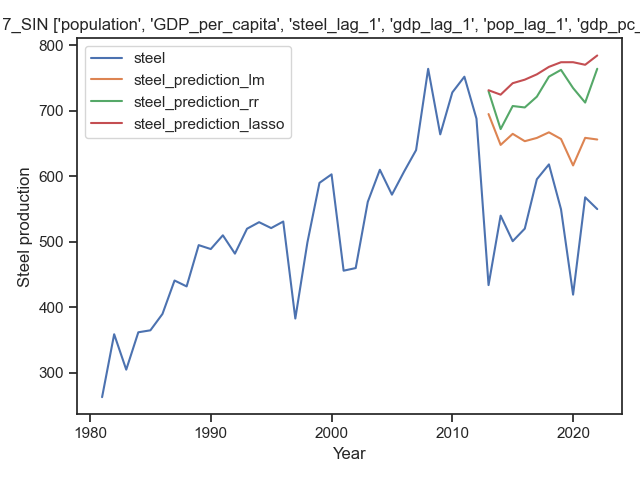 7_SIN ['population', 'GDP_per_capita', 'steel_lag_1', 'gdp_lag_1', 'pop_lag_1', 'gdp_pc_
800
700
600
500
400
300
Steel production
steel
steel_prediction_lm
steel_prediction_rr
steel_prediction_lasso
1980
1990
2000
2010
2020
Year